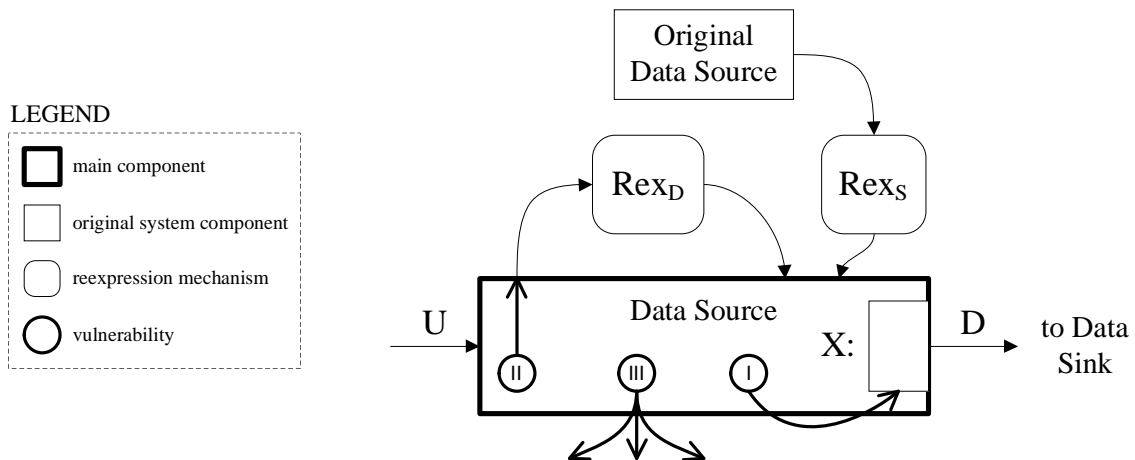 Original
Data Source
LEGEND
main component
original system component
reexpression mechanism
vulnerability
Rex_D
Rex_S
U
Data Source
X:
D
to Data
Sink
II
III
I